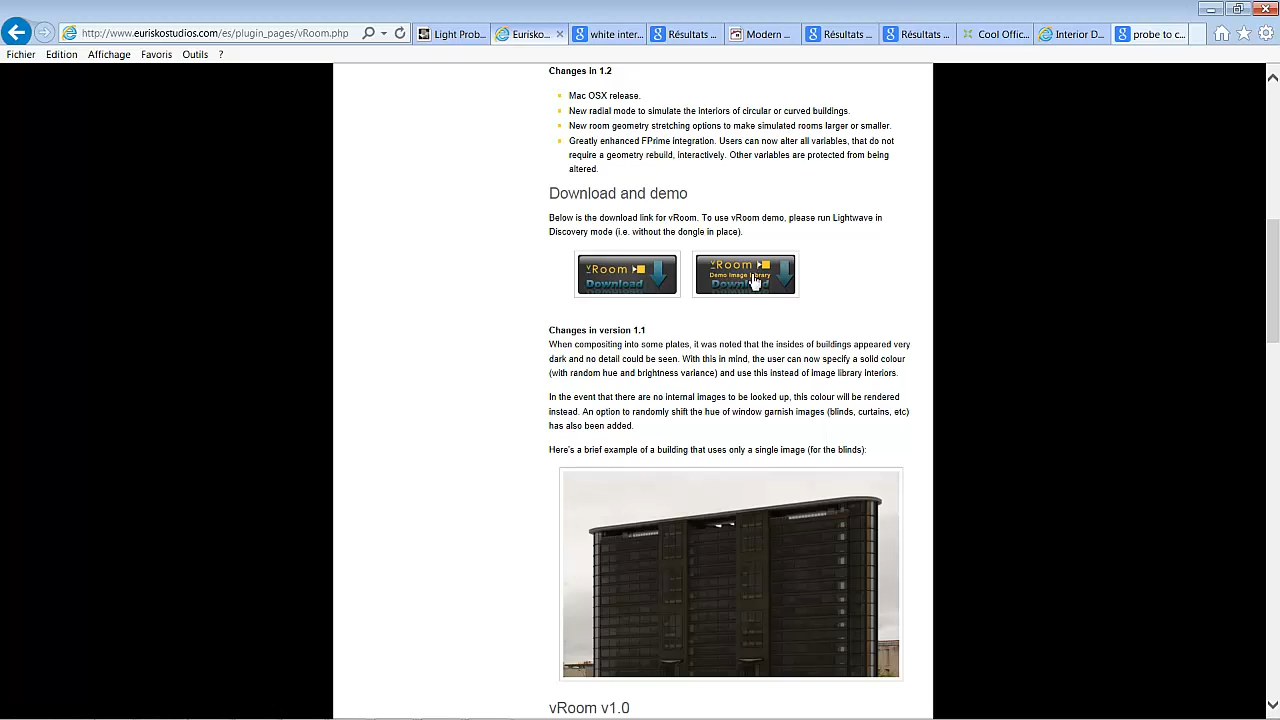 http://www.euriskostudios.com/es/plugin_pages/vRoom.php
Light Prob...
Eurisko...
white inter...
Résultats ...
Modern ...
Résultats ...
Résultats ...
Cool Offic...
Interior D...
probe to c...
Fichier Edition Affichage Favoris Outils ?
Changes in 1.2
Mac OSX release.
New radial mode to simulate the interiors of circular or curved buildings.
New room geometry stretching options to make simulated rooms larger or smaller.
Greatly enhanced FPrime integration. Users can now alter all variables, that do not
require a geometry rebuild, interactively. Other variables are protected from being
altered.
Download and demo
Below is the download link for vRoom. To use vRoom demo, please run Lightwave in
Discovery mode (i.e. without the dongle in place).
vRoom
Download
vRoom
Demo Image Library
Download
Changes in version 1.1
When compositing into some plates, it was noted that the insides of buildings appeared very
dark and no detail could be seen. With this in mind, the user can now specify a solid colour
(with random hue and brightness variance) and use this instead of image library interiors.
In the event that there are no internal images to be looked up, this colour will be rendered
instead. An option to randomly shift the hue of window garnish images (blinds, curtains, etc)
has also been added.
Here's a brief example of a building that uses only a single image (for the blinds):
vRoom v1.0